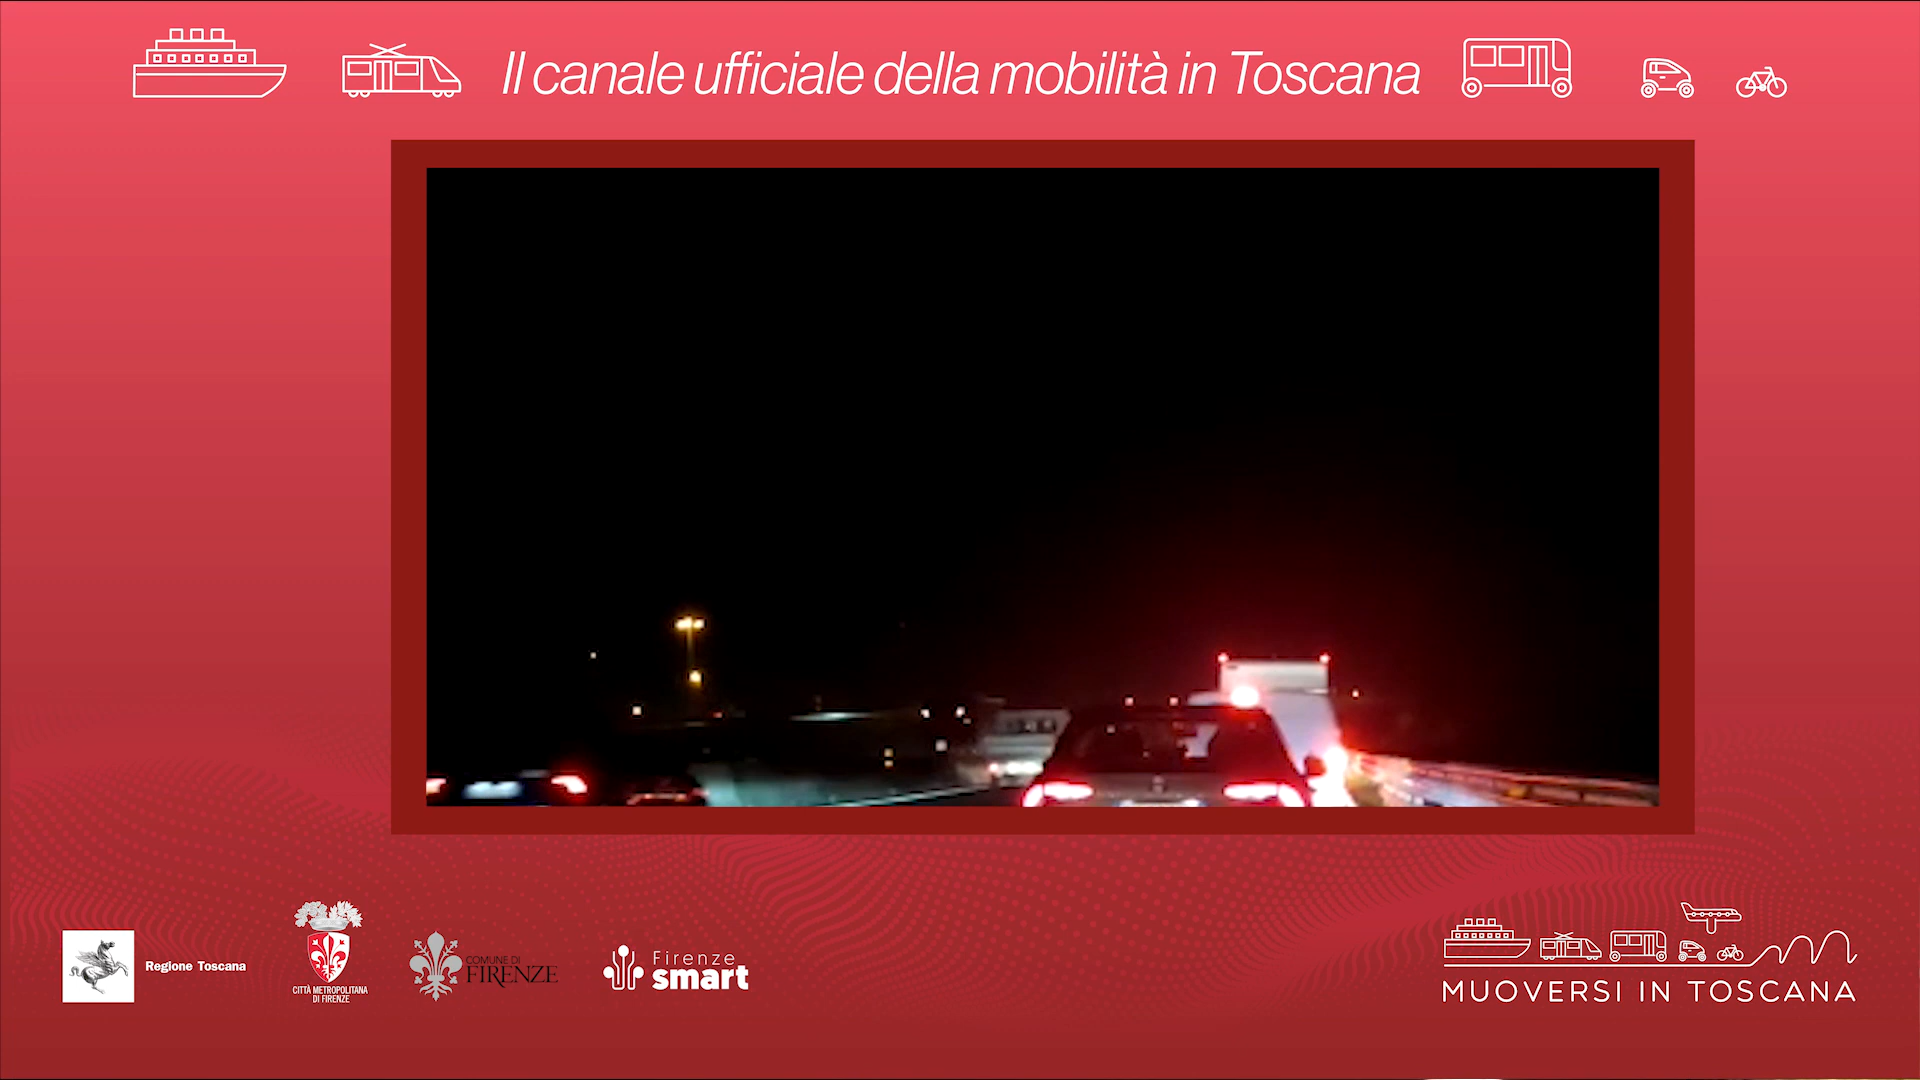 Il canale ufficiale della mobilità in Toscana
Regione Toscana
CITTÀ METROPOLITANA
DI FIRENZE
COMUNE DI
FIRENZE
Firenze
smart
MUOVERSI IN TOSCANA